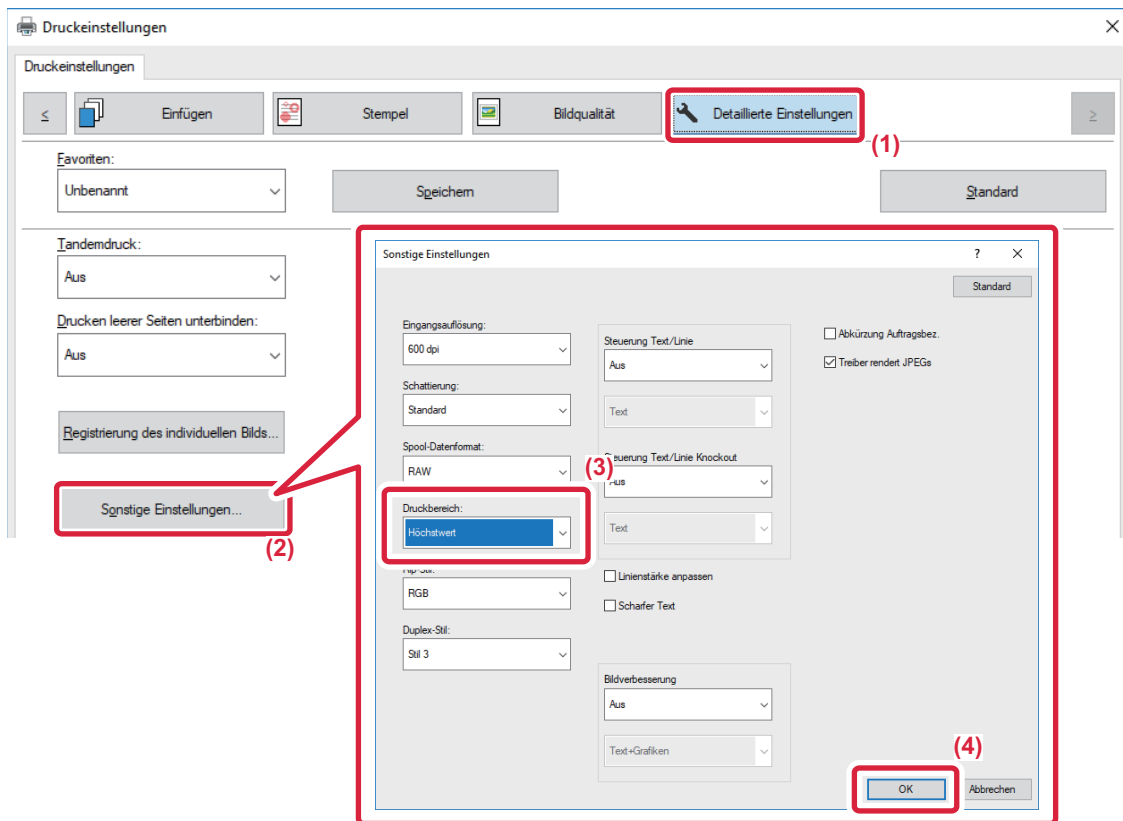 Druckeinstellungen
Druckeinstellungen
≤ Einfügen Stempel Bildqualität Detaillierte Einstellungen ≥
(1)
Favoriten:
Unbenannt Speichern Standard
Tandemdruck:
Aus
Drucken leerer Seiten unterbinden:
Aus
Registrierung des individuellen Bilds...
Sonstige Einstellungen...
(2)
Sonstige Einstellungen ?
Standard
Eingangsauflösung:
600 dpi
Schattierung:
Standard
Spool-Datenformat:
RAW
(3)
Druckbereich:
Höchstwert
Rip-Stil:
RGB
Duplex-Stil:
Stil 3
Steuerung Text/Linie
Aus
Text
Steuerung Text/Linie Knockout
Aus
Text
Linienstärke anpassen
Scharfer Text
Bildverbesserung
Aus
Text+Grafiken
Abkürzung Auftragsbez.
Treiber rendert JPEGs
(4)
OK Abbrechen